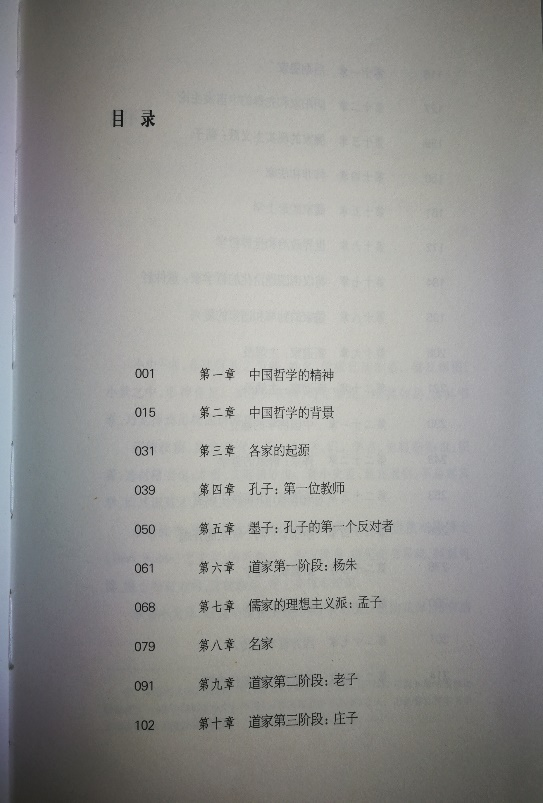 目 录
001 第一章 中国哲学的精神
015 第二章 中国哲学的背景
031 第三章 各家的起源
039 第四章 孔子：第一位教师
050 第五章 墨子：孔子的第一个反对者
061 第六章 道家第一阶段：杨朱
068 第七章 儒家的理想主义派：孟子
079 第八章 名家
091 第九章 道家第二阶段：老子
102 第十章 道家第三阶段：庄子